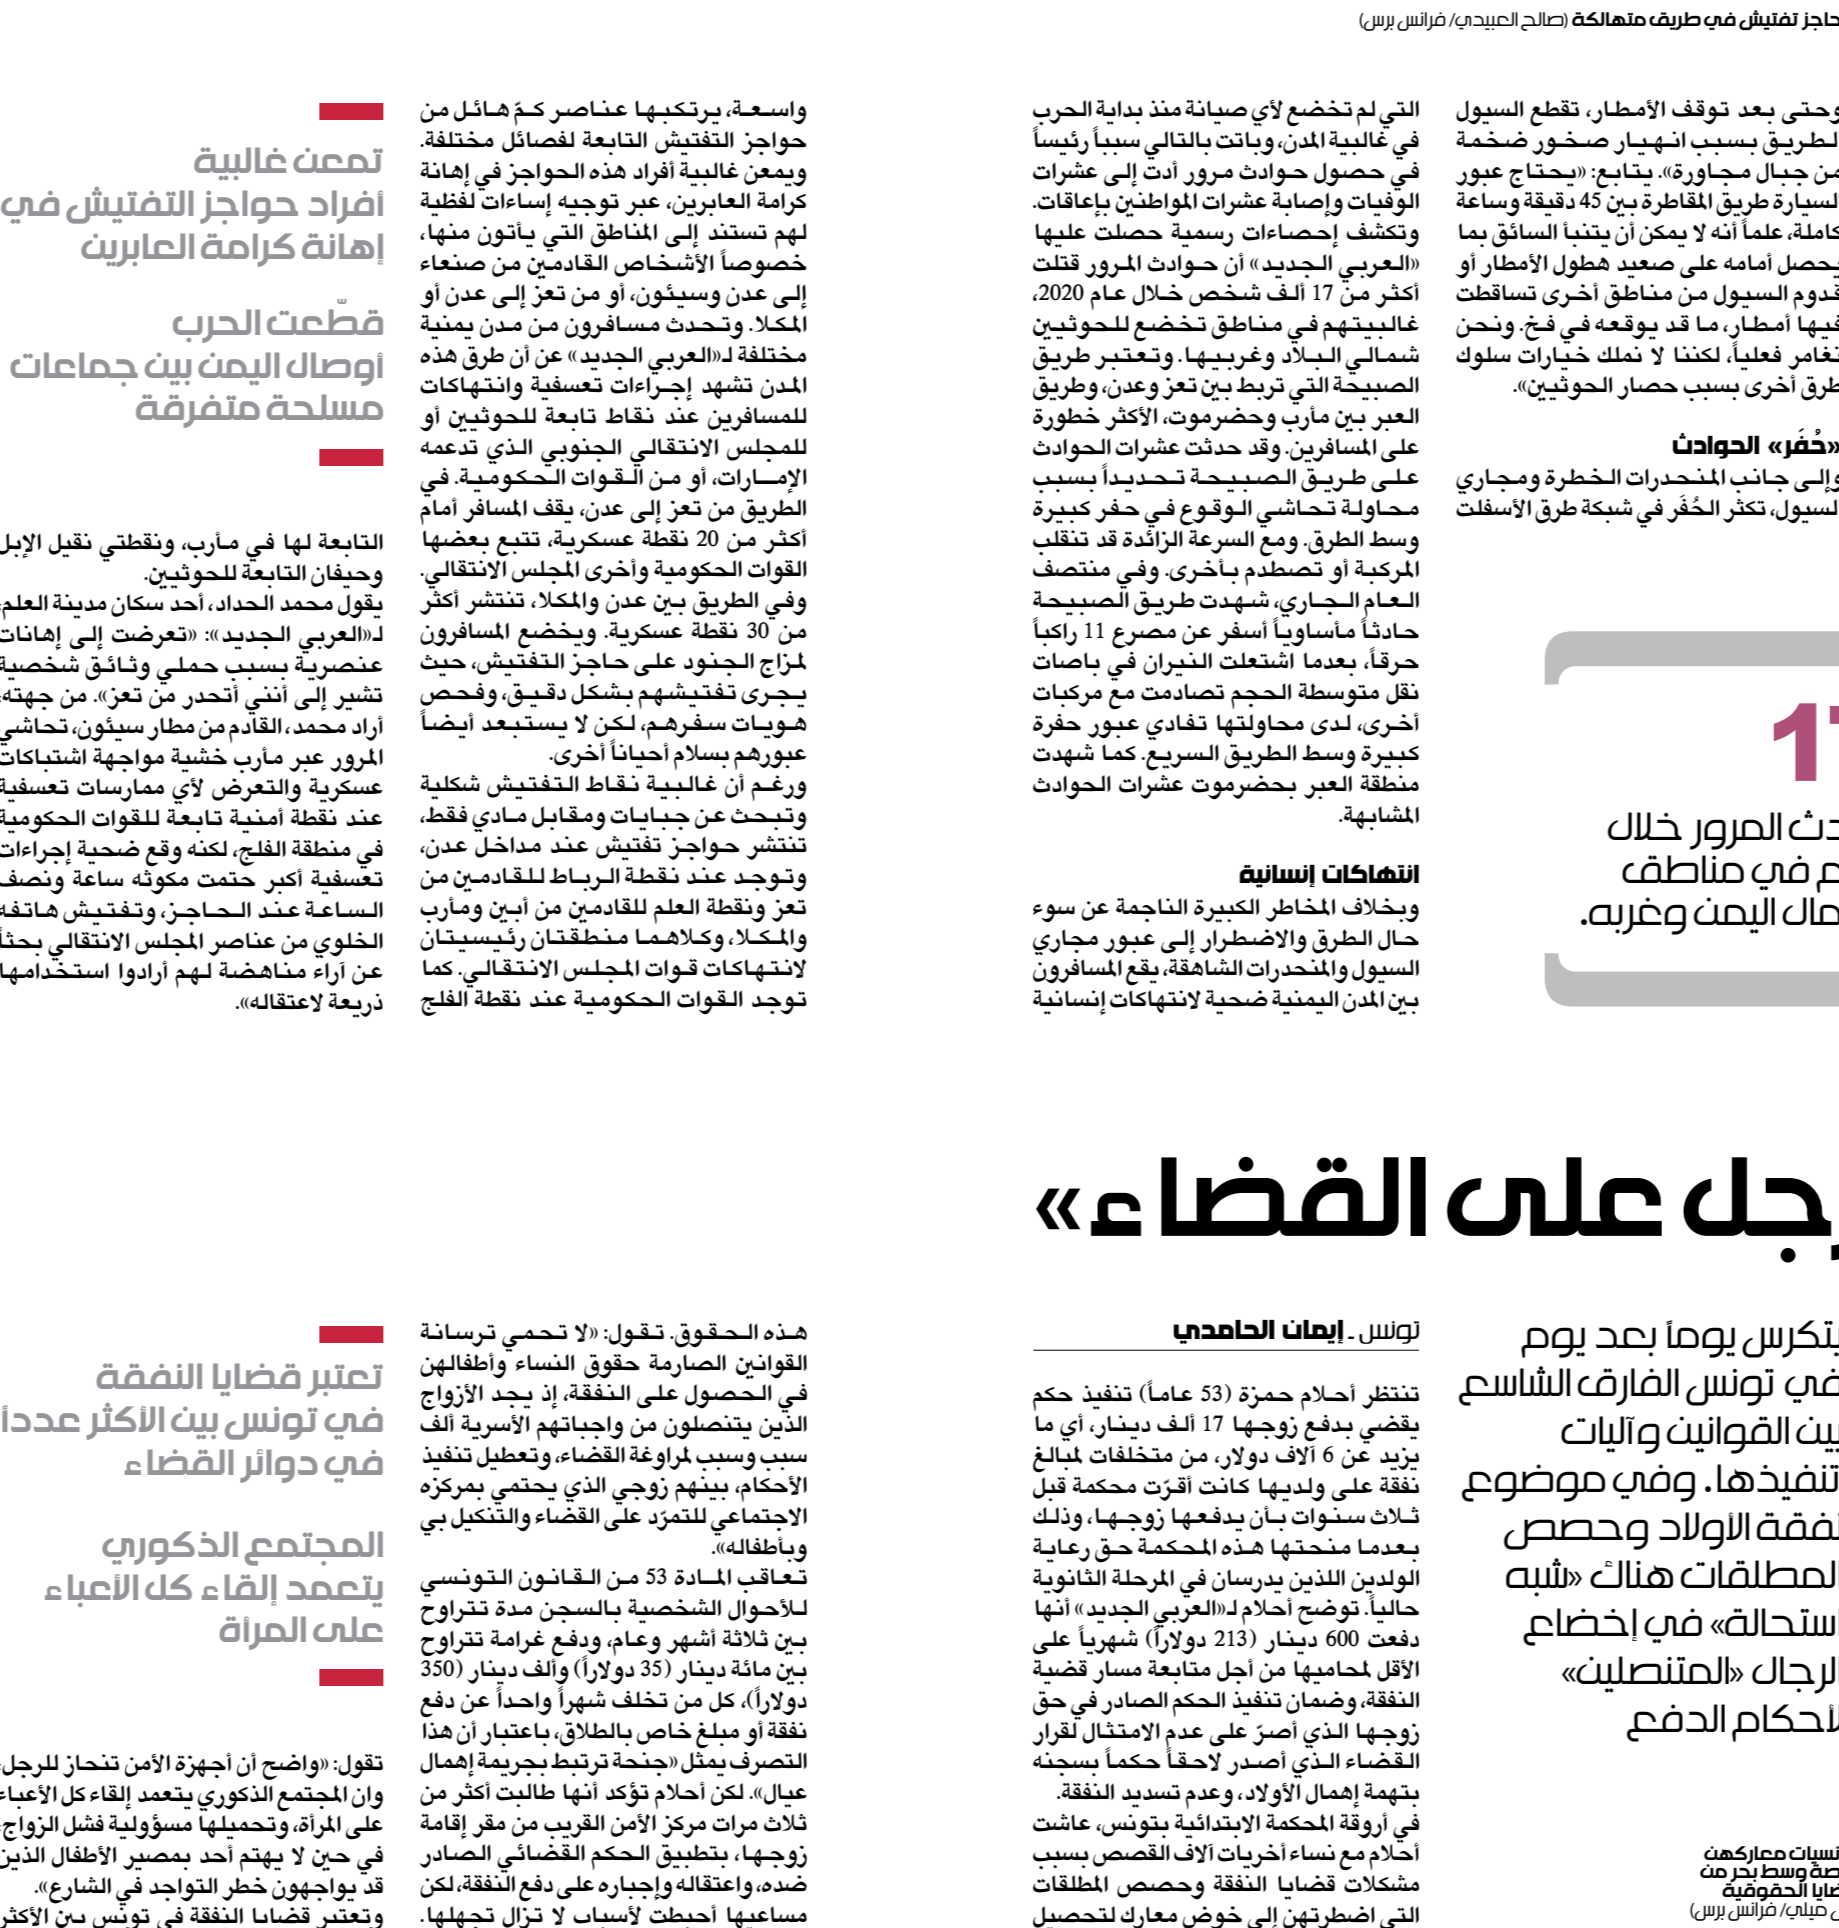 حاجز تفتيش في طريق متهالكة (صالح العبيدي/ فرانس برس)
وحتى بعد توقف الأمطار، تقطع السيول
الطريق بسبب انهيار صخور ضخمة
من جبال مجاورة». يتابع: «يحتاج عبور
السيارة طريق المقاطرة بين 45 دقيقة وساعة
كاملة، علماً أنه لا يمكن أن يتنبأ السائق بما
يحصل أمامه على صعيد هطول الأمطار أو
قدوم السيول من مناطق أخرى تساقطت
فيها أمطار، ما قد يوقعه في فخ. ونحن
نغامر فعلياً، لكننا لا نملك خيارات سلوك
طرق أخرى بسبب حصار الحوثيين».
«حُفَر» الحوادث
وإلى جانب المنحدرات الخطرة ومجاري
السيول، تكثر الحُفَر في شبكة طرق الأسفلت
دث المرور خلال
م في مناطق
مال اليمن وغربه.
التي لم تخضع لأي صيانة منذ بداية الحرب
في غالبية المدن، وباتت بالتالي سبباً رئيساً
في حصول حوادث مرور أدت إلى عشرات
الوفيات وإصابة عشرات المواطنين بإعاقات.
وتكشف إحصاءات رسمية حصلت عليها
«العربي الجديد» أن حوادث المرور قتلت
أكثر من 17 ألف شخص خلال عام 2020،
غالبيتهم في مناطق تخضع للحوثيين
شمالي البلاد وغربيها. وتعتبر طريق
الصبيحة التي تربط بين تعز وعدن، وطريق
العبر بين مأرب وحضرموت، الأكثر خطورة
على المسافرين. وقد حدثت عشرات الحوادث
على طريق الصبيحة تحديداً بسبب
محاولة تحاشي الوقوع في حفر كبيرة
وسط الطرق. ومع السرعة الزائدة قد تنقلب
المركبة أو تصطدم بأخرى. وفي منتصف
العام الجاري، شهدت طريق الصبيحة
حادثاً مأساوياً أسفر عن مصرع 11 راكباً
حرقاً، بعدما اشتعلت النيران في باصات
نقل متوسطة الحجم تصادمت مع مركبات
أخرى، لدى محاولتها تفادي عبور حفرة
كبيرة وسط الطريق السريع. كما شهدت
منطقة العبر بحضرموت عشرات الحوادث
المشابهة.
انتهاكات إنسانية
وبخلاف المخاطر الكبيرة الناجمة عن سوء
حال الطرق والاضطرار إلى عبور مجاري
السيول والمنحدرات الشاهقة، يقع المسافرون
بين المدن اليمنية ضحية لانتهاكات إنسانية
واسعة، يرتكبها عناصر كمّ هائل من
حواجز التفتيش التابعة لفصائل مختلفة.
ويمعن غالبية أفراد هذه الحواجز في إهانة
كرامة العابرين، عبر توجيه إساءات لفظية
لهم تستند إلى المناطق التي يأتون منها،
خصوصاً الأشخاص القادمين من صنعاء
إلى عدن وسيئون، أو من تعز إلى عدن أو
المكلا. وتحدث مسافرون من مدن يمنية
مختلفة لـ«العربي الجديد» عن أن طرق هذه
المدن تشهد إجراءات تعسفية وانتهاكات
للمسافرين عند نقاط تابعة للحوثيين أو
للمجلس الانتقالي الجنوبي الذي تدعمه
الإمارات، أو من القوات الحكومية. في
الطريق من تعز إلى عدن، يقف المسافر أمام
أكثر من 20 نقطة عسكرية، تتبع بعضها
القوات الحكومية وأخرى المجلس الانتقالي.
وفي الطريق بين عدن والمكلا، تنتشر أكثر
من 30 نقطة عسكرية. ويخضع المسافرون
لمزاج الجنود على حاجز التفتيش، حيث
يجرى تفتيشهم بشكل دقيق، وفحص
هويات سفرهم، لكن لا يستبعد أيضاً
عبورهم بسلام أحياناً أخرى.
ورغم أن غالبية نقاط التفتيش شكلية
وتبحث عن جبايات ومقابل مادي فقط،
تنتشر حواجز تفتيش عند مداخل عدن،
وتوجد عند نقطة الرباط للقادمين من
تعز ونقطة العلم للقادمين من أبين ومأرب
والمكلا، وكلاهما منطقتان رئيسيتان
لانتهاكات قوات المجلس الانتقالي. كما
توجد القوات الحكومية عند نقطة الفلج
تمعن غالبية
أفراد حواجز التفتيش في
إهانة كرامة العابرين
قطّعت الحرب
أوصال اليمن بين جماعات
مسلحة متفرقة
التابعة لها في مأرب، ونقطتي نقيل الإبل
وحيفان التابعة للحوثيين.
يقول محمد الحداد، أحد سكان مدينة العلم،
لـ«العربي الجديد»: «تعرضت إلى إهانات
عنصرية بسبب حملي وثائق شخصية
تشير إلى أنني أتحدر من تعز». من جهته،
أراد محمد، القادم من مطار سيئون، تحاشي
المرور عبر مأرب خشية مواجهة اشتباكات
عسكرية والتعرض لأي ممارسات تعسفية
عند نقطة أمنية تابعة للقوات الحكومية
في منطقة الفلج، لكنه وقع ضحية إجراءات
تعسفية أكبر حتمت مكوثه ساعة ونصف
الساعة عند الحاجز، وتفتيش هاتفه
الخلوي من عناصر المجلس الانتقالي بحثاً
عن آراء مناهضة لهم أرادوا استخدامها
ذريعة لاعتقاله».
جل على القضاء»
يتكرس يوماً بعد يوم
في تونس الفارق الشاسع
بين القوانين وآليات
تنفيذها. وفي موضوع
نفقة الأولاد وحصص
المطلقات هناك «شبه
استحالة» في إخضاع
الرجال «المتنصلين»
لأحكام الدفع
نسيات معاركهن
صة وسط بحر من
ضايا الحقوقية
ميلي/ فرانس برس)
تونس ـ إيمان الحامدي
تنتظر أحلام حمزة (53 عاماً) تنفيذ حكم
يقضي بدفع زوجها 17 ألف دينار، أي ما
يزيد عن 6 آلاف دولار، من متخلفات لمبالغ
نفقة على ولديها كانت أقرّت محكمة قبل
ثلاث سنوات بأن يدفعها زوجها، وذلك
بعدما منحتها هذه المحكمة حق رعاية
الولدين اللذين يدرسان في المرحلة الثانوية
حالياً. توضح أحلام لـ«العربي الجديد» أنها
دفعت 600 دينار (213 دولاراً) شهرياً على
الأقل لمحاميها من أجل متابعة مسار قضية
النفقة، وضمان تنفيذ الحكم الصادر في حق
زوجها الذي أصرّ على عدم الامتثال لقرار
القضاء الذي أصدر لاحقاً حكماً بسجنه
بتهمة إهمال الأولاد، وعدم تسديد النفقة.
في أروقة المحكمة الابتدائية بتونس، عاشت
أحلام مع نساء أخريات آلاف القصص بسبب
مشكلات قضايا النفقة وحصص المطلقات
التي اضطرتهن إلى خوض معارك لتحصيل
هذه الحقوق. تقول: «لا تحمي ترسانة
القوانين الصارمة حقوق النساء وأطفالهن
في الحصول على النفقة، إذ يجد الأزواج
الذين يتنصلون من واجباتهم الأسرية ألف
سبب وسبب لمراوغة القضاء، وتعطيل تنفيذ
الأحكام، بينهم زوجي الذي يحتمي بمركزه
الاجتماعي للتمرّد على القضاء والتنكيل بي
وبأطفاله».
تعاقب المادة 53 من القانون التونسي
للأحوال الشخصية بالسجن مدة تتراوح
بين ثلاثة أشهر وعام، ودفع غرامة تتراوح
بين مائة دينار (35 دولاراً) وألف دينار (350
دولاراً)، كل من تخلف شهراً واحداً عن دفع
نفقة أو مبلغ خاص بالطلاق، باعتبار أن هذا
التصرف يمثل «جنحة ترتبط بجريمة إهمال
عيال». لكن أحلام تؤكد أنها طالبت أكثر من
ثلاث مرات مركز الأمن القريب من مقر إقامة
زوجها، بتطبيق الحكم القضائي الصادر
ضده، واعتقاله وإجباره على دفع النفقة، لكن
مساعيها أحبطت لأسباب لا تزال تجهلها.
تعتبر قضايا النفقة
في تونس بين الأكثر عدداً
في دوائر القضاء
المجتمع الذكوري
يتعمد إلقاء كل الأعباء
على المرأة
تقول: «واضح أن أجهزة الأمن تنحاز للرجل،
وان المجتمع الذكوري يتعمد إلقاء كل الأعباء
على المرأة، وتحميلها مسؤولية فشل الزواج،
في حين لا يهتم أحد بمصير الأطفال الذين
قد يواجهون خطر التواجد في الشارع».
وتعتبر قضايا النفقة في تونس بين الأكثر